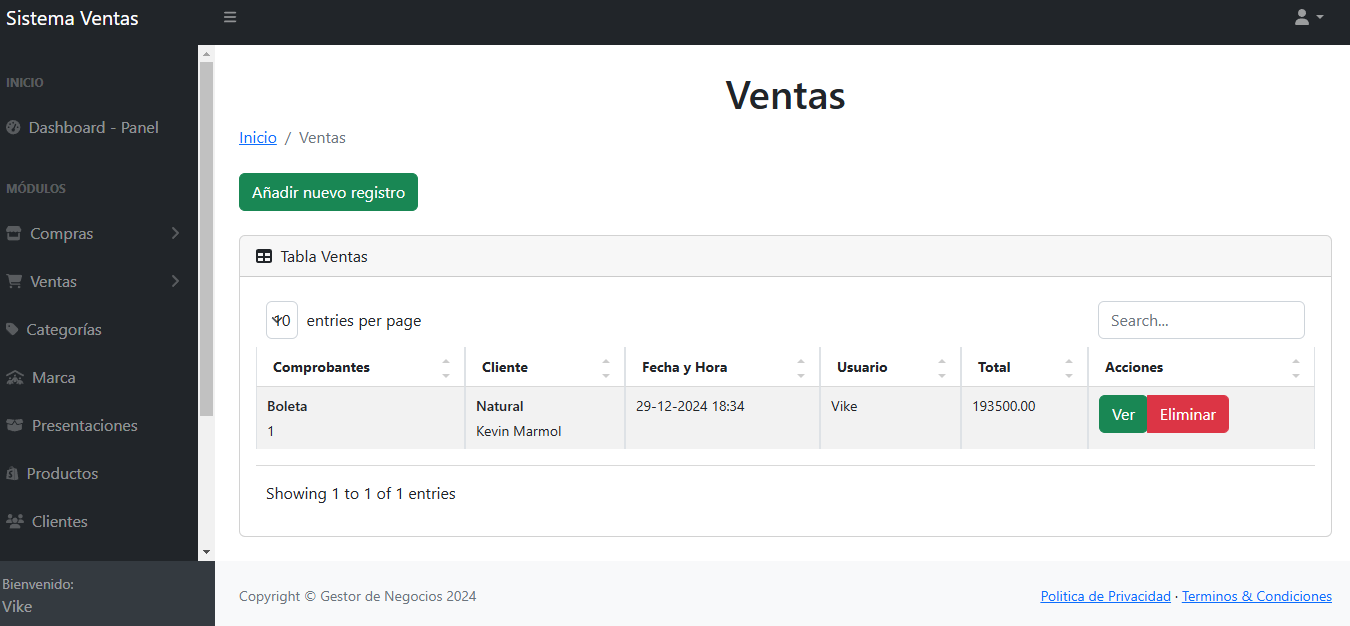 Sistema Ventas
INICIO
Dashboard - Panel
MÓDULOS
Compras
Ventas
Categorías
Marca
Presentaciones
Productos
Clientes
Bienvenido:
Vike
Ventas
Inicio / Ventas
Añadir nuevo registro
Tabla Ventas
10 entries per page
Search...
Comprobantes Cliente Fecha y Hora Usuario Total Acciones
Boleta Natural 29-12-2024 18:34 Vike 193500.00 Ver Eliminar
1 Kevin Marmol
Showing 1 to 1 of 1 entries
Copyright © Gestor de Negocios 2024 Politica de Privacidad · Terminos & Condiciones